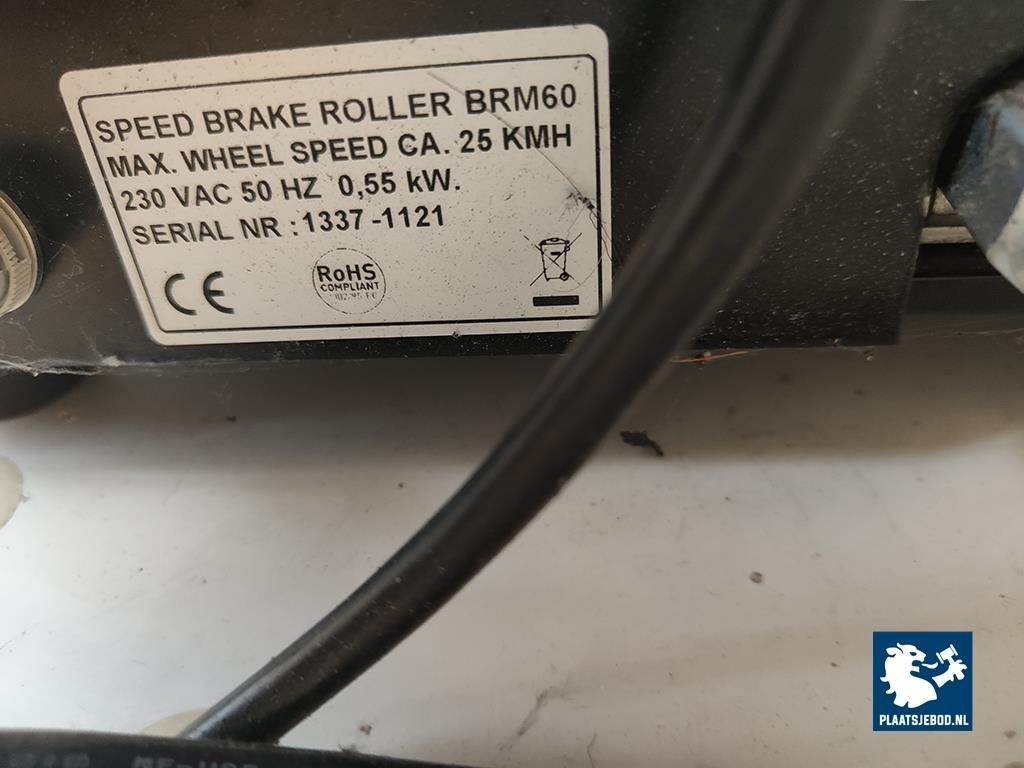 SPEED BRAKE ROLLER BRM60
MAX. WHEEL SPEED CA. 25 KMH
230 VAC 50 HZ 0,55 kW.
SERIAL NR : 1337-1121
CE
RoHS
COMPLIANT
PLAATSJEBOD.NL